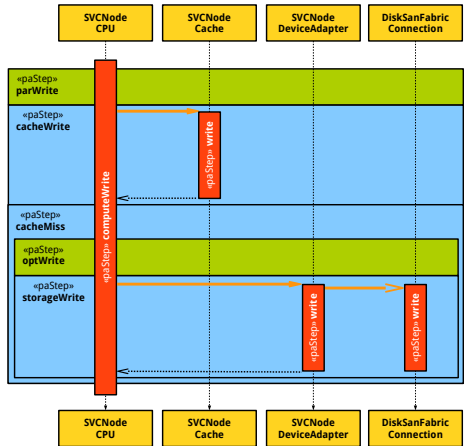 SVCNode
CPU
SVCNode
Cache
SVCNode
DeviceAdapter
DiskSanFabric
Connection
«paStep»
parWrite
«paStep»
cacheWrite
«paStep» computeWrite
«paStep» write
«paStep»
cacheMiss
«paStep»
optWrite
«paStep»
storageWrite
«paStep» write
«paStep» write
SVCNode
CPU
SVCNode
Cache
SVCNode
DeviceAdapter
DiskSanFabric
Connection